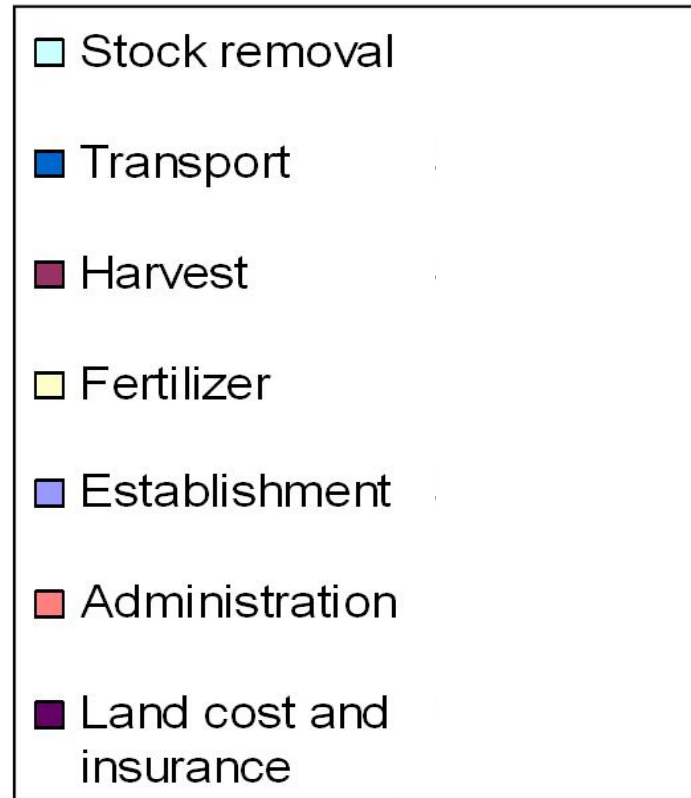 Stock removal
Transport
Harvest
Fertilizer
Establishment
Administration
Land cost and
insurance